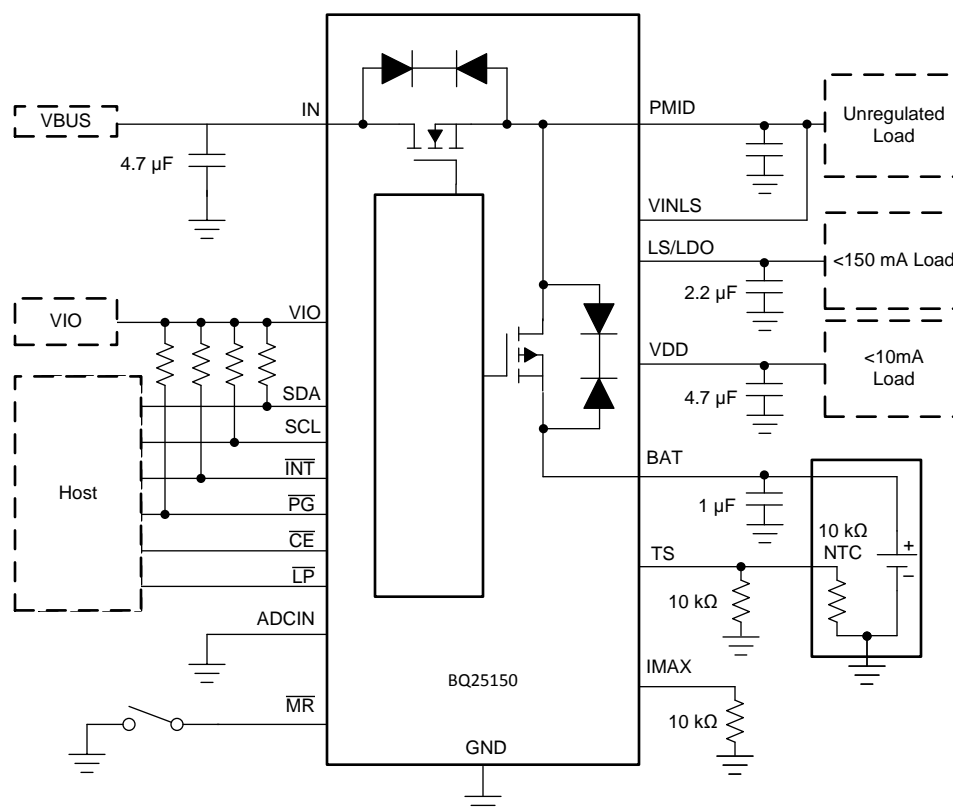 VBUS
4.7 µF
IN
PMID
Unregulated
Load
VINLS
LS/LDO
2.2 µF
<150 mA Load
VIO
VIO
VDD
4.7 µF
<10mA
Load
Host
SDA
SCL
INT
PG
CE
LP
ADCIN
MR
BAT
1 µF
10 kΩ
NTC
+
−
TS
10 kΩ
IMAX
10 kΩ
BQ25150
GND